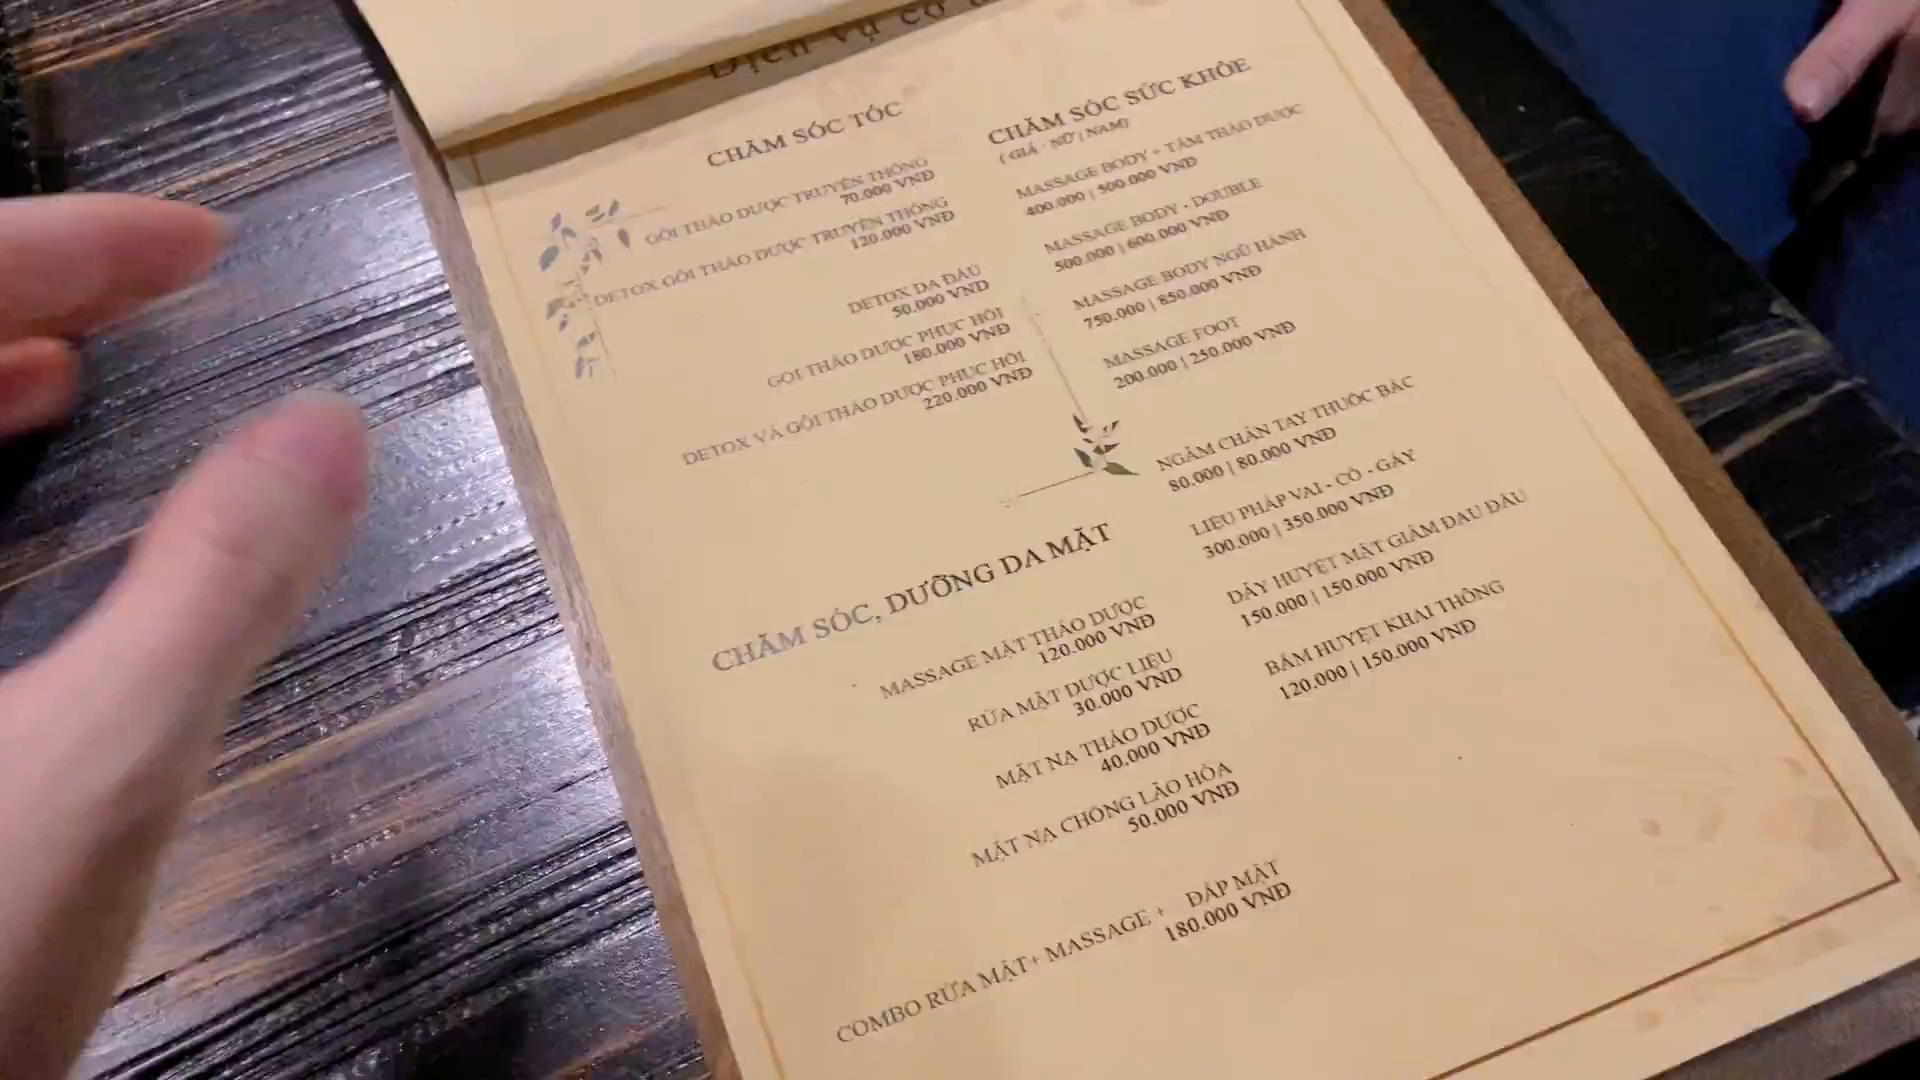 Dịch vụ cơ
CHĂM SÓC TÓC
GỘI THẢO DƯỢC TRUYỀN THỐNG
70.000 VNĐ
DETOX GỘI THẢO DƯỢC TRUYỀN THỐNG
120.000 VNĐ
DETOX DA ĐẦU
50.000 VNĐ
GỘI THẢO DƯỢC PHỤC HỒI
180.000 VNĐ
DETOX VÀ GỘI THẢO DƯỢC PHỤC HỒI
220.000 VNĐ
CHĂM SÓC, DƯỠNG DA MẶT
MASSAGE MẶT THẢO DƯỢC
120.000 VNĐ
RỬA MẶT DƯỢC LIỆU
30.000 VNĐ
MẶT NẠ THẢO DƯỢC
40.000 VNĐ
MẶT NẠ CHỐNG LÃO HÓA
50.000 VNĐ
COMBO RỬA MẶT+ MASSAGE + ĐẮP MẶT
180.000 VNĐ
CHĂM SÓC SỨC KHỎE
( GIÁ : NỮ | NAM)
MASSAGE BODY + TẮM THẢO DƯỢC
400.000 | 500.000 VNĐ
MASSAGE BODY - DOUBLE
500.000 | 600.000 VNĐ
MASSAGE BODY NGŨ HÀNH
750.000 | 850.000 VNĐ
MASSAGE FOOT
200.000 | 250.000 VNĐ
NGÂM CHÂN TAY THUỐC BẮC
80.000 | 80.000 VNĐ
LIỆU PHÁP VAI - CỔ - GÁY
300.000 | 350.000 VNĐ
DÂY HUYỆT MẶT GIẢM ĐAU ĐẦU
150.000 | 150.000 VNĐ
BẤM HUYỆT KHAI THÔNG
120.000 | 150.000 VNĐ